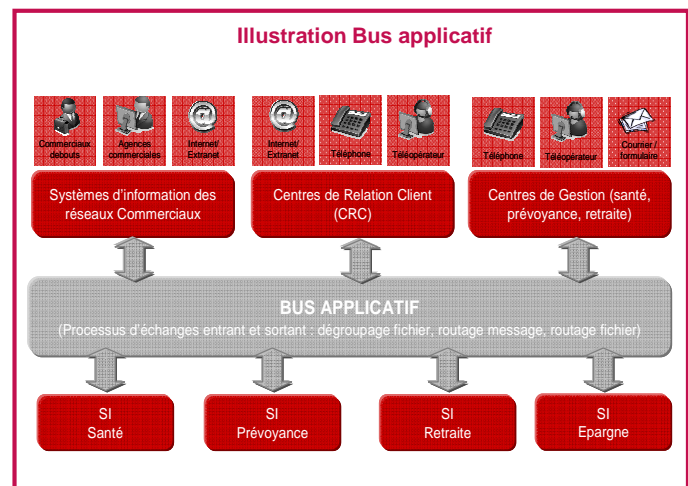 Illustration Bus applicatif
Commerciaux
debouts
Agences
commerciales
Internet/
Extranet
Internet/
Extranet
Téléphone
Téléopérateur
Téléphone
Téléopérateur
Courrier /
formulaire
Systèmes d'information des
réseaux Commerciaux
Centres de Relation Client
(CRC)
Centres de Gestion (santé,
prévoyance, retraite)
BUS APPLICATIF
(Processus d'échanges entrant et sortant : dégroupage fichier, routage message, routage fichier)
SI
Santé
SI
Prévoyance
SI
Retraite
SI
Epargne